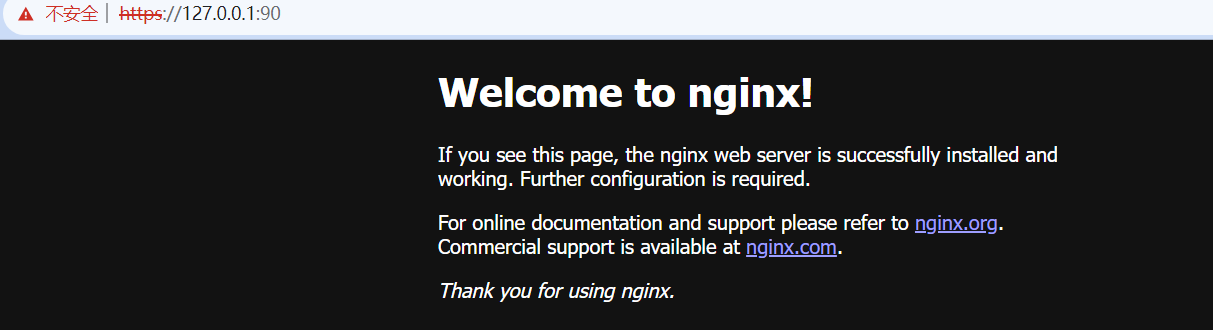 不安全 https://127.0.0.1:90
Welcome to nginx!
If you see this page, the nginx web server is successfully installed and
working. Further configuration is required.
For online documentation and support please refer to nginx.org.
Commercial support is available at nginx.com.
Thank you for using nginx.